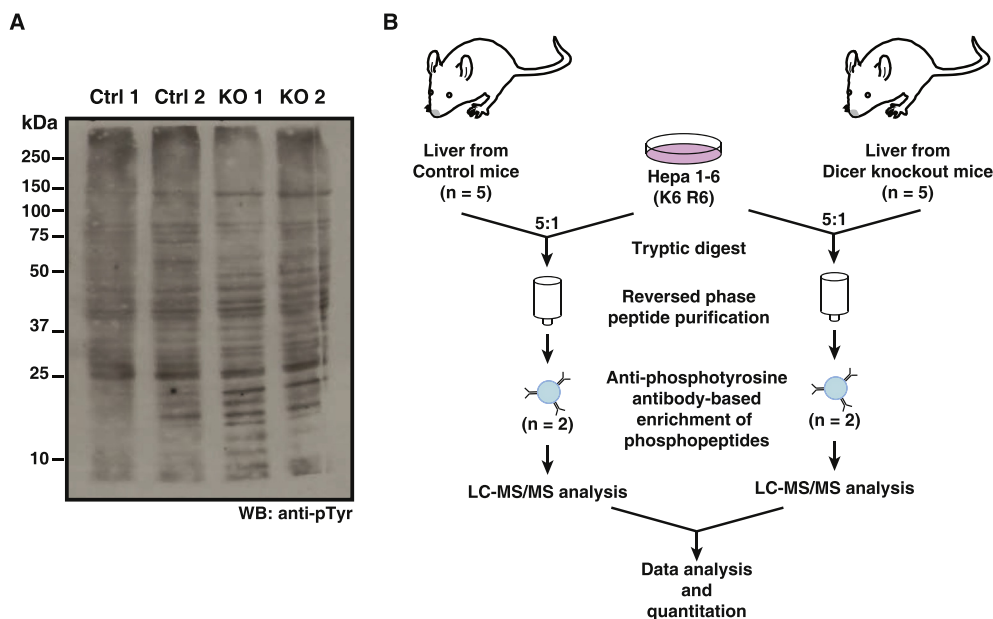 A
Ctrl 1 Ctrl 2 KO 1 KO 2
kDa
250
150
100
75
50
37
25
10
WB: anti-pTyr
B
Liver from
Control mice
(n = 5)
Hepa 1-6
(K6 R6)
Liver from
Dicer knockout mice
(n = 5)
5:1
5:1
Tryptic digest
Reversed phase
peptide purification
Anti-phosphotyrosine
antibody-based
enrichment of
phosphopeptides
(n = 2)
(n = 2)
LC-MS/MS analysis
LC-MS/MS analysis
Data analysis
and
quantitation